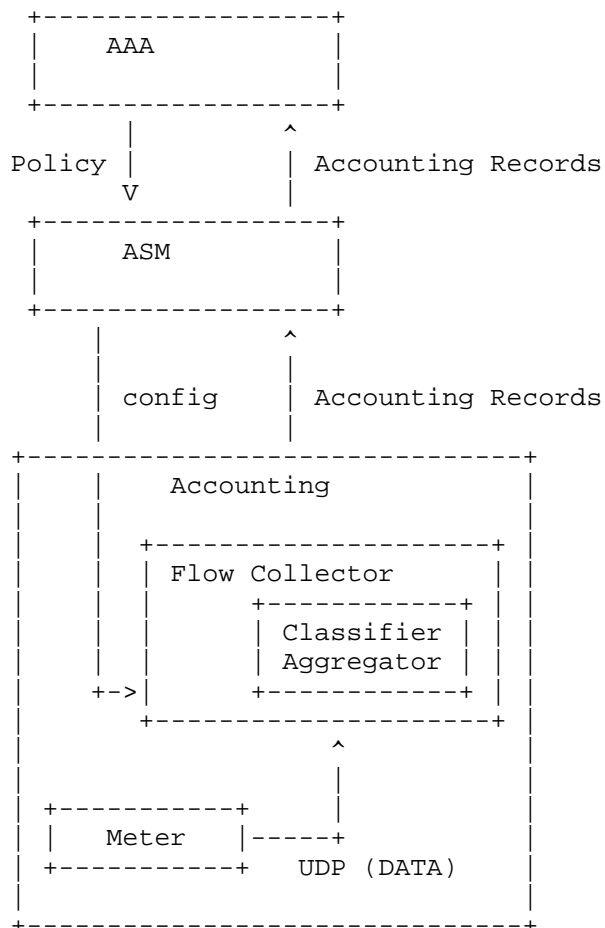 AAA
Policy
Accounting Records
ASM
config
Accounting Records
Accounting
Flow Collector
Classifier
Aggregator
Meter
UDP (DATA)